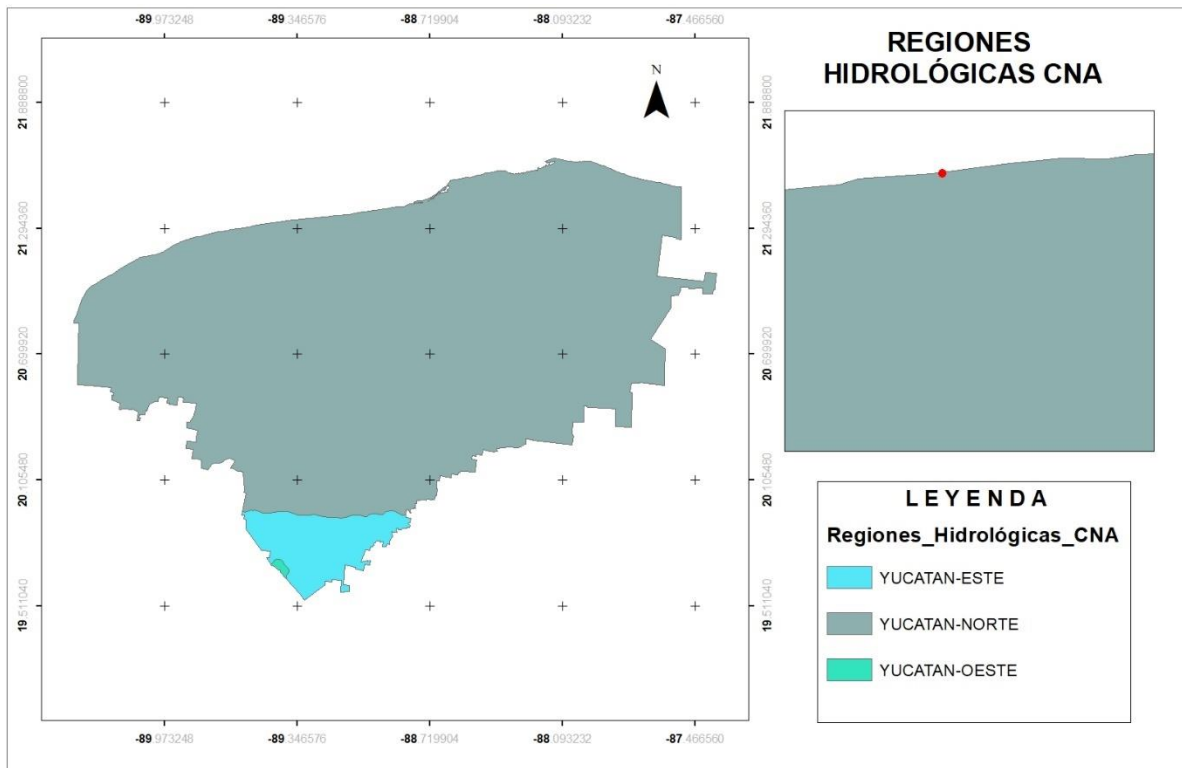 -89.973248
-89.346576
-88.719904
-88.093232
-87.466560
REGIONES
HIDROLÓGICAS CNA
N
21.888800
21.294360
20.699920
20.105480
19.511040
21.888800
21.294360
20.699920
20.105480
19.511040
L E Y E N D A
Regiones_Hidrológicas_CNA
YUCATAN-ESTE
YUCATAN-NORTE
YUCATAN-OESTE
-89.973248
-89.346576
-88.719904
-88.093232
-87.466560